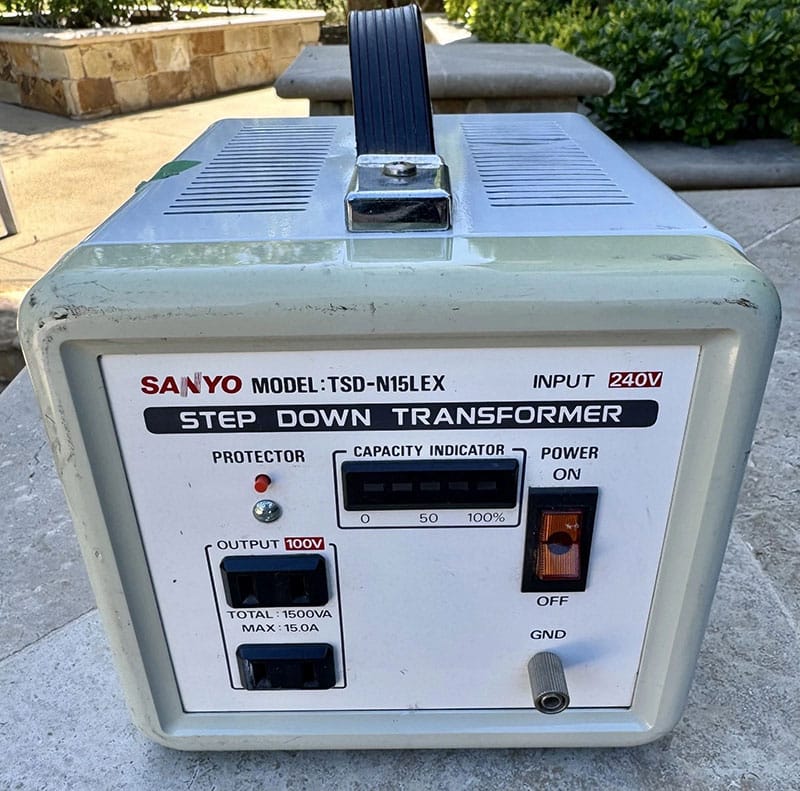 SANYO MODEL:TSD-N15LEX INPUT 240V
STEP DOWN TRANSFORMER
PROTECTOR
CAPACITY INDICATOR
0 50 100%
POWER
ON
OFF
OUTPUT 100V
TOTAL:1500VA
MAX:15.0A
GND